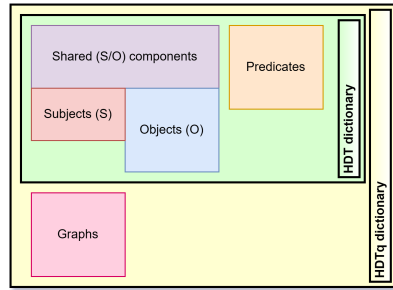 Shared (S/O) components
Predicates
Subjects (S)
Objects (O)
HDT dictionary
Graphs
HDTq dictionary